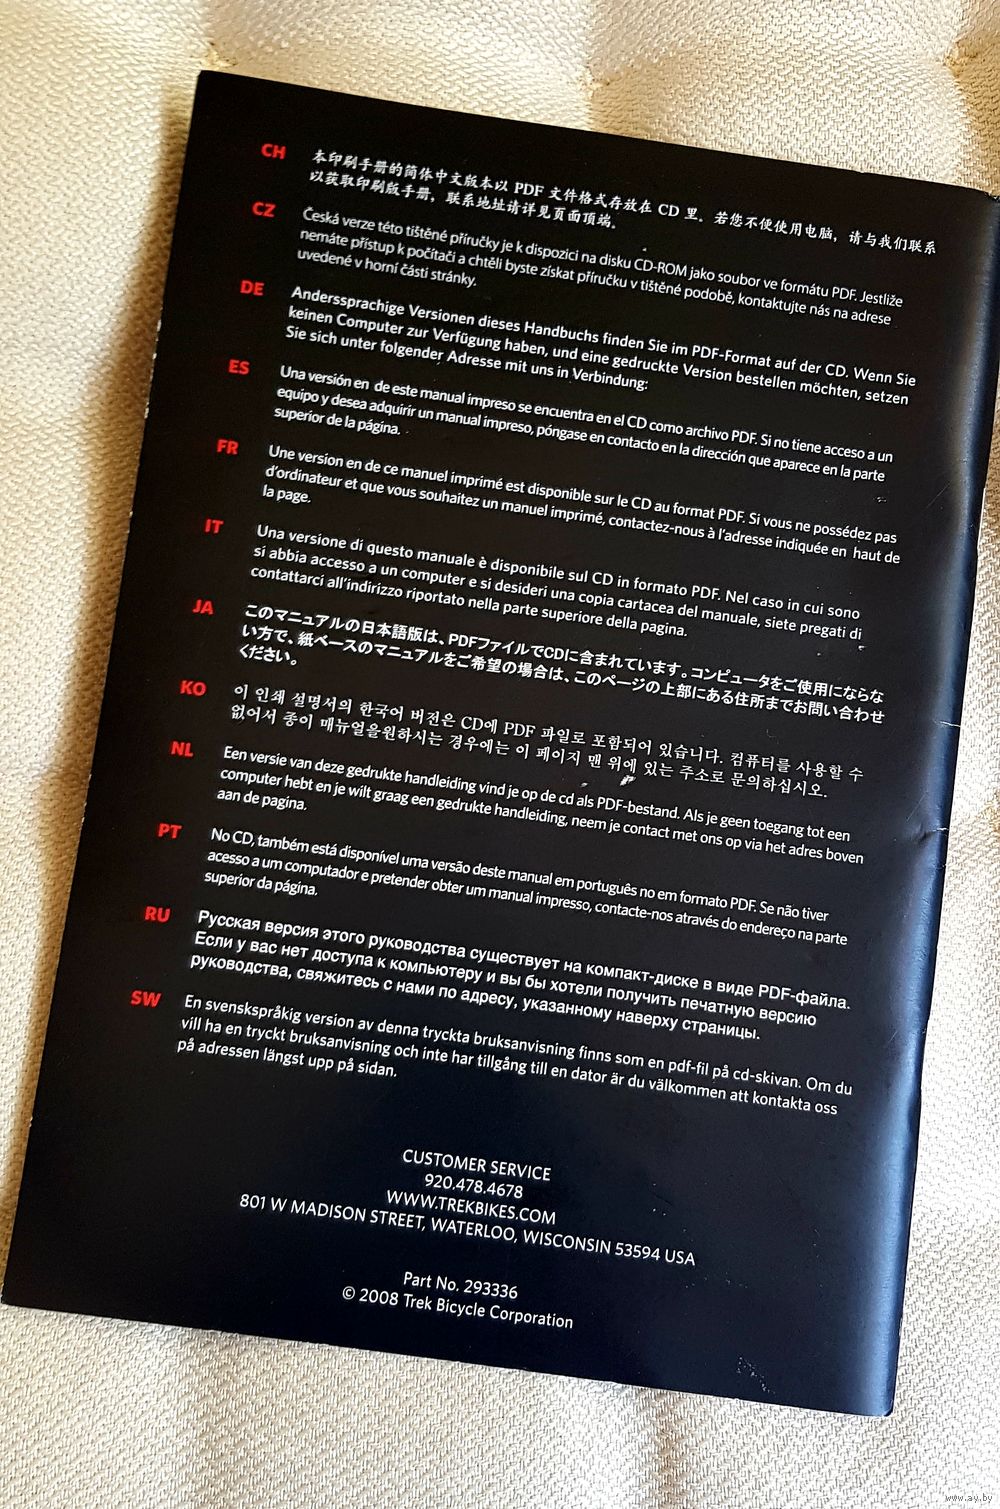 CH
本印刷手册的简体中文版本以 PDF 文件格式存放在 CD 里。若您不便使用电脑，请与我们联系
以获取印刷版手册，联系地址请详见页面顶端。
CZ
Česká verze této tištěné příručky je k dispozici na disku CD-ROM jako soubor ve formátu PDF. Jestliže
nemáte přístup k počítači a chtěli byste získat příručku v tištěné podobě, kontaktujte nás na adrese
uvedené v horní části stránky.
DE
Anderssprachige Versionen dieses Handbuchs finden Sie im PDF-Format auf der CD. Wenn Sie
keinen Computer zur Verfügung haben, und eine gedruckte Version bestellen möchten, setzen
Sie sich unter folgender Adresse mit uns in Verbindung:
ES
Una versión en de este manual impreso se encuentra en el CD como archivo PDF. Si no tiene acceso a un
equipo y desea adquirir un manual impreso, póngase en contacto en la dirección que aparece en la parte
superior de la página.
FR
Une version en de ce manuel imprimé est disponible sur le CD au format PDF. Si vous ne possédez pas
d'ordinateur et que vous souhaitez un manuel imprimé, contactez-nous à l'adresse indiquée en haut de
la page.
IT
Una versione di questo manuale è disponibile sul CD in formato PDF. Nel caso in cui sono
si abbia accesso a un computer e si desideri una copia cartacea del manuale, siete pregati di
contattarci all'indirizzo riportato nella parte superiore della pagina.
JA
このマニュアルの日本語版は、PDFファイルでCDに含まれています。コンピュータをご使用にならな
い方で、紙ベースのマニュアルをご希望の場合は、このページの上部にある住所までお問い合わせ
ください。
KO
이 인쇄 설명서의 한국어 버전은 CD에 PDF 파일로 포함되어 있습니다. 컴퓨터를 사용할 수
없어서 종이 매뉴얼을원하시는 경우에는 이 페이지 맨 위에 있는 주소로 문의하십시오.
NL
Een versie van deze gedrukte handleiding vind je op de cd als PDF-bestand. Als je geen toegang tot een
computer hebt en je wilt graag een gedrukte handleiding, neem je contact met ons op via het adres boven
aan de pagina.
PT
No CD, também está disponível uma versão deste manual em português no em formato PDF. Se não tiver
acesso a um computador e pretender obter um manual impresso, contacte-nos através do endereço na parte
superior da página.
RU
Русская версия этого руководства существует на компакт-диске в виде PDF-файла.
Если у вас нет доступа к компьютеру и вы бы хотели получить печатную версию
руководства, свяжитесь с нами по адресу, указанному наверху страницы.
SW
En svenskspråkig version av denna tryckta bruksanvisning finns som en pdf-fil på cd-skivan. Om du
vill ha en tryckt bruksanvisning och inte har tillgång till en dator är du välkommen att kontakta oss
på adressen längst upp på sidan.
CUSTOMER SERVICE
920.478.4678
WWW.TREKBIKES.COM
801 W MADISON STREET, WATERLOO, WISCONSIN 53594 USA
Part No. 293336
© 2008 Trek Bicycle Corporation
www.ay.by